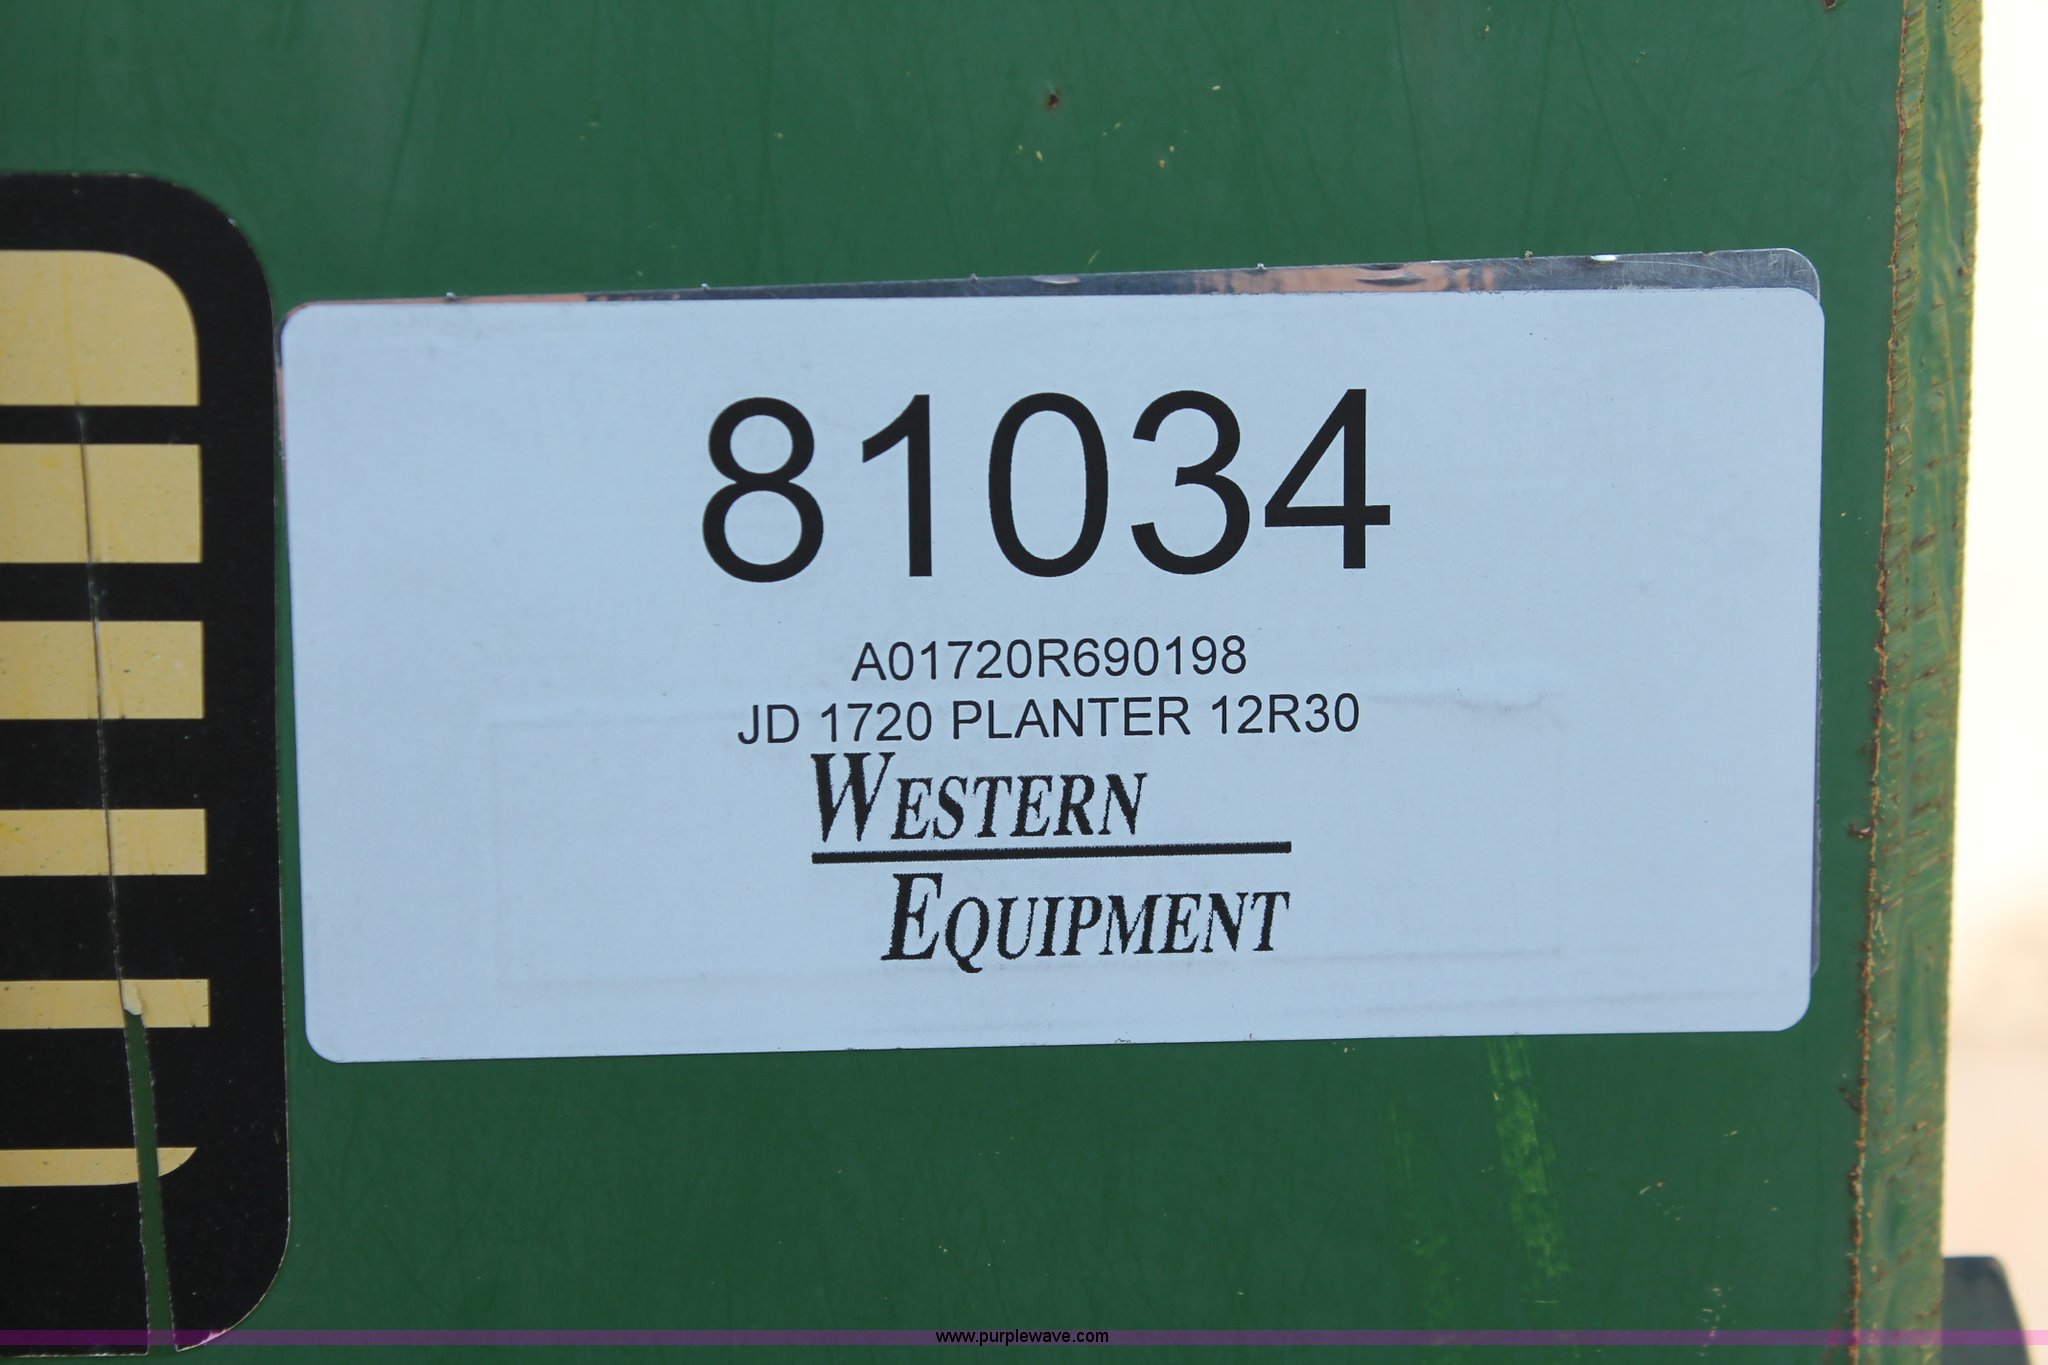 81034
A01720R690198
JD 1720 PLANTER 12R30
WESTERN
EQUIPMENT
www.purplewave.com